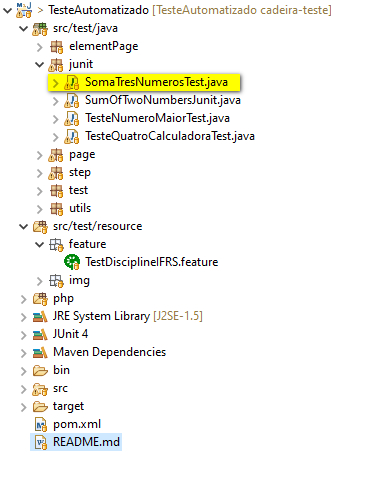 > TesteAutomatizado [TesteAutomatizado cadeira-teste]
src/test/java
elementPage
junit
SomaTresNumerosTest.java
SumOfTwoNumbersJunit.java
TesteNumeroMaiorTest.java
TesteQuatroCalculadoraTest.java
page
step
test
utils
src/test/resource
feature
TestDisciplineIFRS.feature
img
php
JRE System Library [J2SE-1.5]
JUnit 4
Maven Dependencies
bin
src
target
pom.xml
README.md